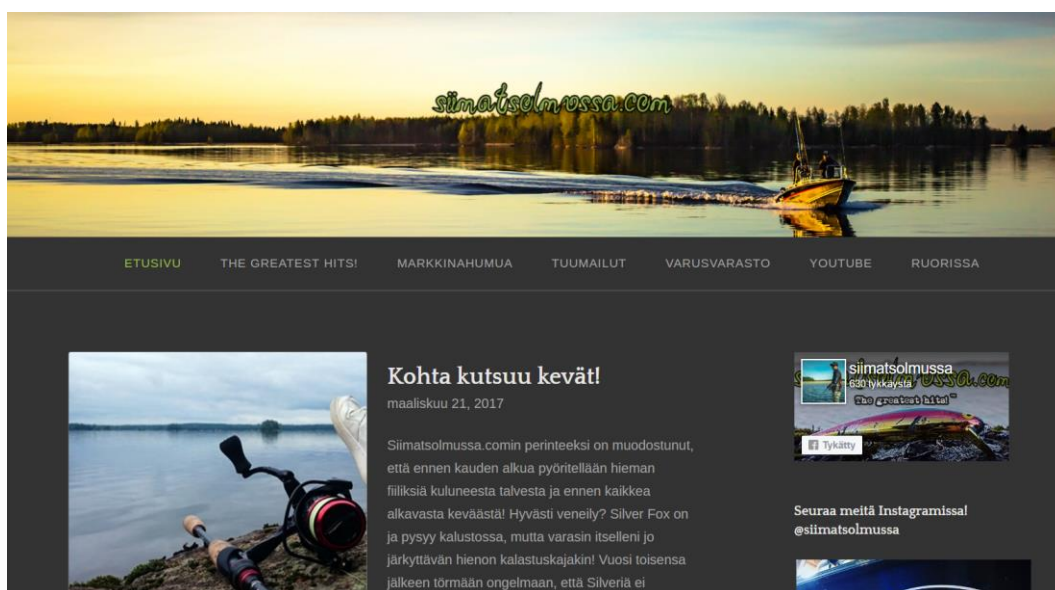 siimatsolmussa.com
ETUSIVU THE GREATEST HITS! MARKKINAHUMUA TUUMAILUT VARUSVARASTO YOUTUBE RUORISSA
Kohta kutsuu kevät!
maaliskuu 21, 2017
Siimatsolmussa.comin perinteeksi on muodostunut,
että ennen kauden alkua pyöritellään hieman
fiiliksiä kuluneesta talvesta ja ennen kaikkea
alkavasta keväästä! Hyvästi veneily? Silver Fox on
ja pysyy kalustossa, mutta varasin itselleni jo
järkyttävän hienon kalastuskajakin! Vuosi toisensa
jälkeen törmään ongelmaan, että Silveriä ei
siimatsolmussa
630 tykkäystä
The greatest hits!
Tykätty
Seuraa meitä Instagramissa!
@siimatsolmussa